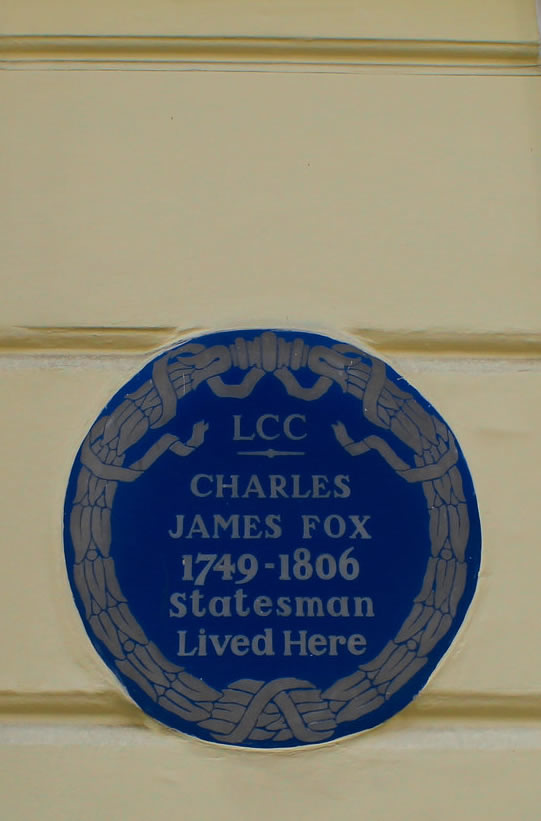 LCC
CHARLES
JAMES FOX
1749-1806
Statesman
Lived Here